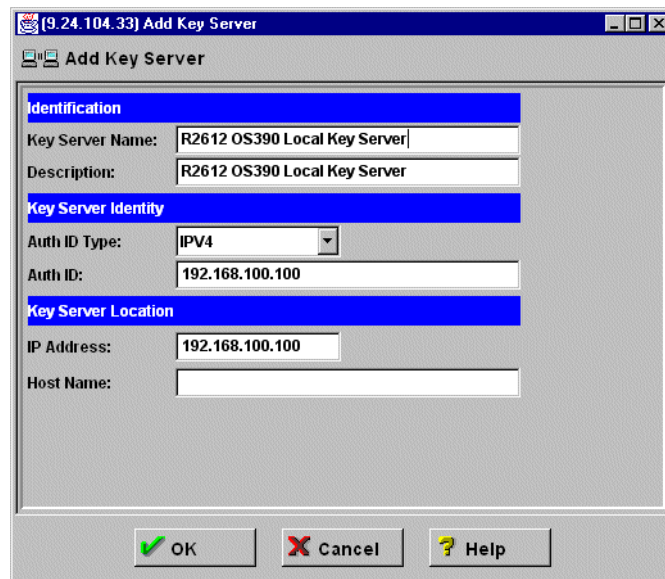 (9.24.104.33) Add Key Server
Add Key Server
Identification
Key Server Name: R2612 OS390 Local Key Server
Description: R2612 OS390 Local Key Server
Key Server Identity
Auth ID Type: IPV4
Auth ID: 192.168.100.100
Key Server Location
IP Address: 192.168.100.100
Host Name:
OK Cancel ? Help